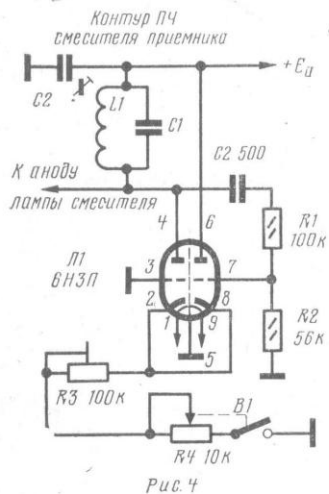 Контур ПЧ
смесителя приемника
+Eа
C2
L1
C1
C2 500
К аноду
лампы смесителя
4
6
R1
100к
Л1
6Н3П
3
7
2
8
1
9
R2
56к
5
R3 100к
В1
R4 10к
Рис. 4